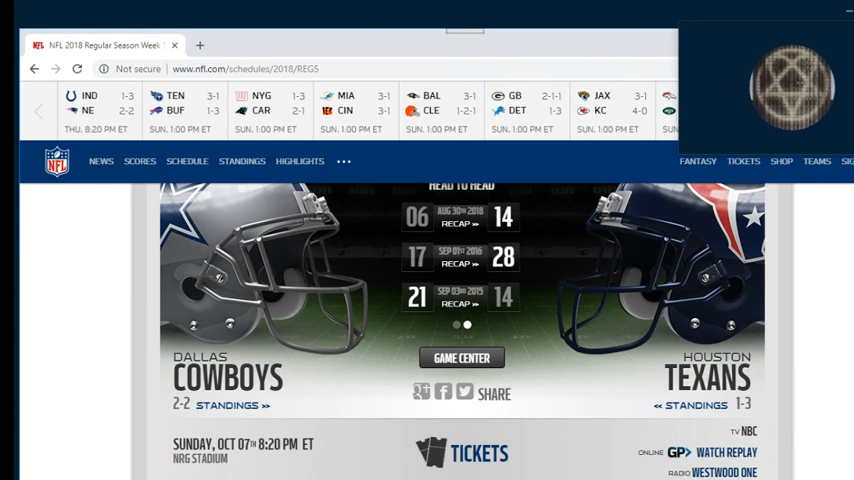 NFL 2018 Regular Season Week
Not secure | www.nfl.com/schedules/2018/REG5
IND 1-3 TEN 3-1 NYG 1-3 MIA 3-1 BAL 3-1 GB 2-1-1 JAX 3-1
NE 2-2 BUF 1-3 CAR 2-1 CIN 3-1 CLE 1-2-1 DET 1-3 KC 4-0
THU, 8:20 PM ET SUN, 1:00 PM ET SUN, 1:00 PM ET SUN, 1:00 PM ET SUN, 1:00 PM ET SUN, 1:00 PM ET SUN, 1:00 PM ET SUN,
NFL NEWS SCORES SCHEDULE STANDINGS HIGHLIGHTS ••• FANTASY TICKETS SHOP TEAMS SIG
HEAD TO HEAD
06 AUG 30TH 2018 14
RECAP >>
17 SEP 01ST 2016 28
RECAP >>
21 SEP 03RD 2015 14
RECAP >>
GAME CENTER
DALLAS
COWBOYS
2-2 STANDINGS >>
SHARE
HOUSTON
TEXANS
<< STANDINGS 1-3
SUNDAY, OCT 07TH 8:20 PM ET
NRG STADIUM
TICKETS
TV NBC
ONLINE GP WATCH REPLAY
RADIO WESTWOOD ONE